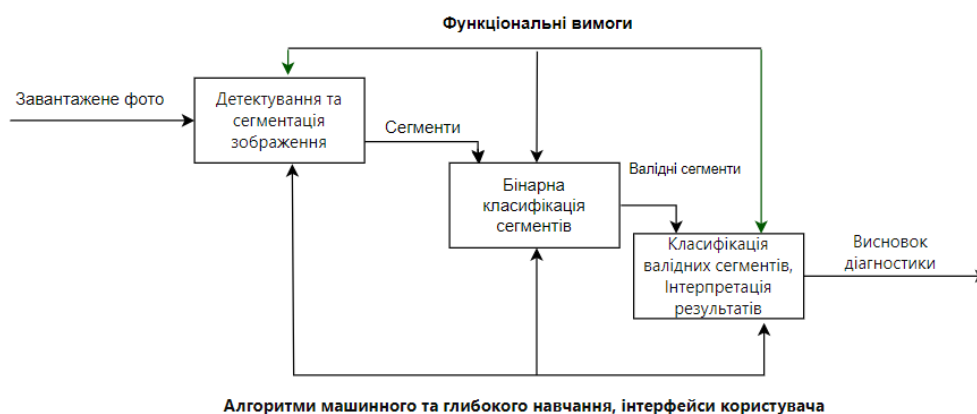 Функціональні вимоги
Завантажене фото
Детектування та
сегментація
зображення
Сегменти
Бінарна
класифікація
сегментів
Валідні сегменти
Класифікація
валідних сегментів,
Інтерпретація
результатів
Висновок
діагностики
Алгоритми машинного та глибокого навчання, інтерфейси користувача